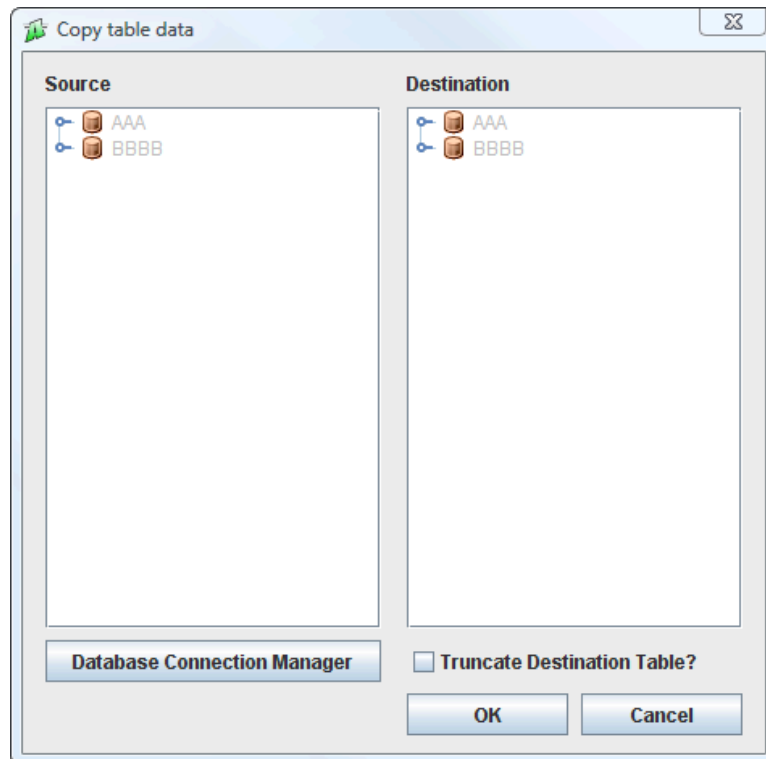 Copy table data
Source
AAA
BBBB
Destination
AAA
BBBB
Database Connection Manager
Truncate Destination Table?
OK
Cancel